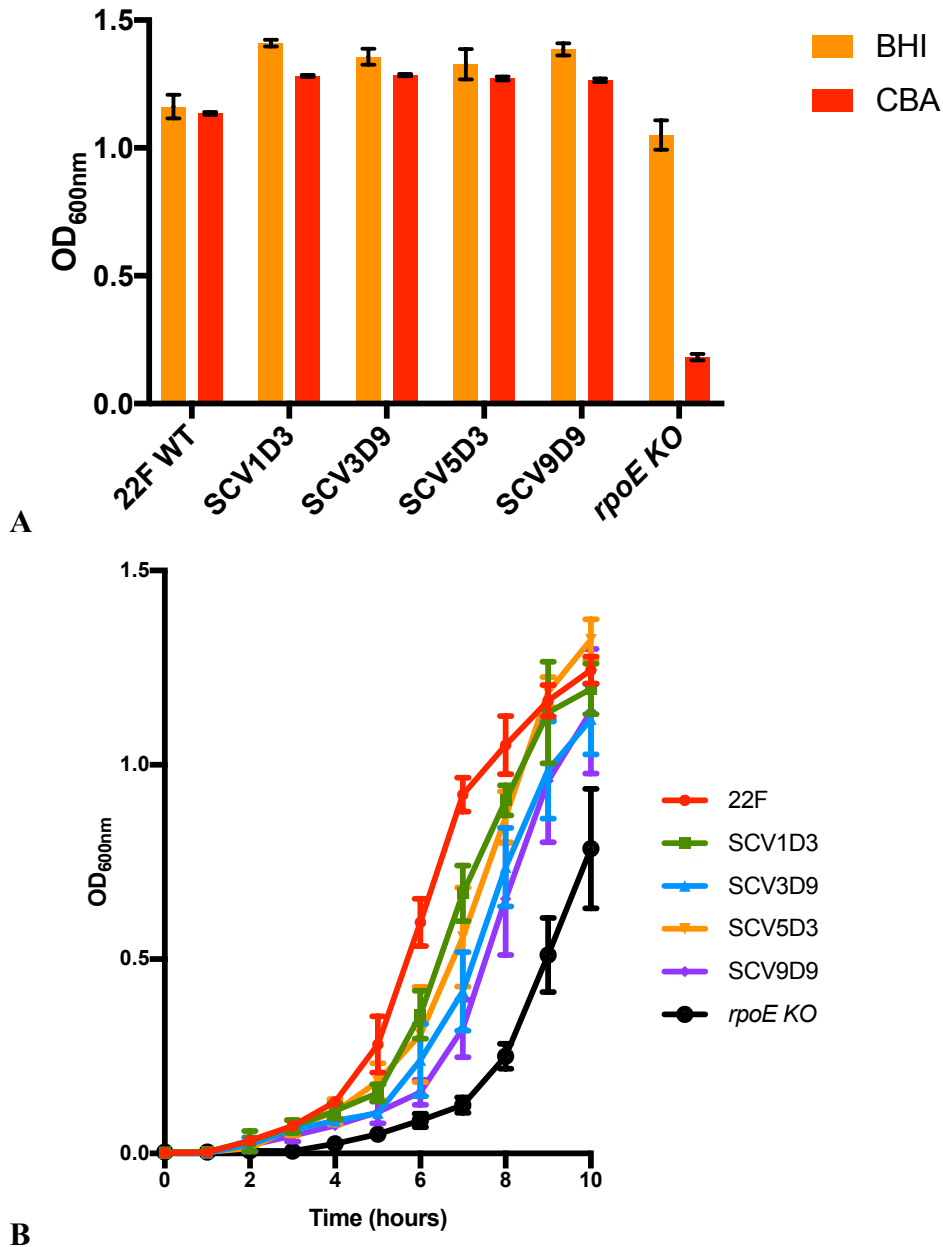 1.5
1.0
0.5
0.0
OD600nm
22F WT
SCV1D3
SCV3D9
SCV5D3
SCV9D9
rpoE KO
BHI
CBA
A
1.5
1.0
0.5
0.0
OD600nm
0
2
4
6
8
10
Time (hours)
22F
SCV1D3
SCV3D9
SCV5D3
SCV9D9
rpoE KO
B